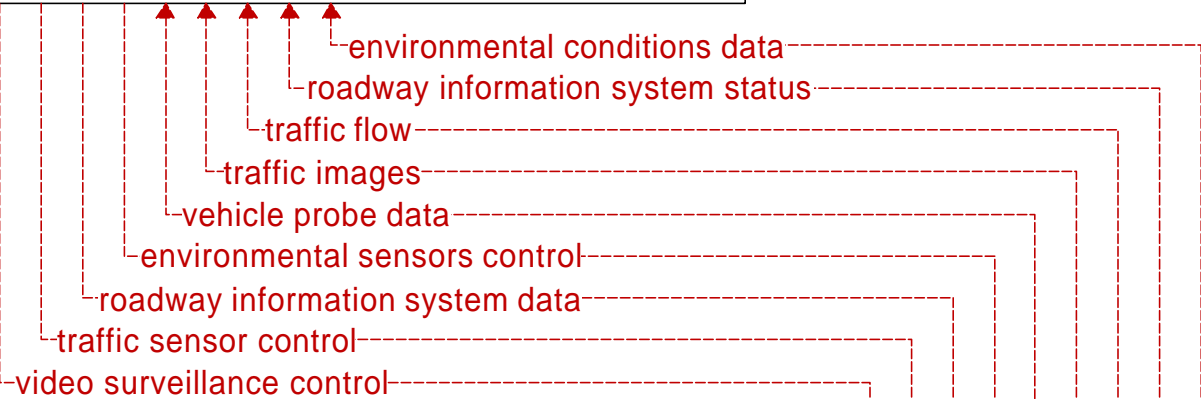 environmental conditions data
roadway information system status
traffic flow
traffic images
vehicle probe data
environmental sensors control
roadway information system data
traffic sensor control
video surveillance control